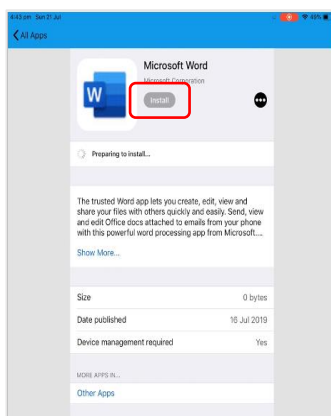 4:43 pm Sun 21 Jul
45%
All Apps
Microsoft Word
Microsoft Corporation
W
Install
Preparing to install...
The trusted Word app lets you create, edit, view and
share your files with others quickly and easily. Send, view
and edit Office docs attached to emails from your phone
with this powerful word processing app from Microsoft....
Show More...
Size 0 bytes
Date published 16 Jul 2019
Device management required Yes
MORE APPS IN...
Other Apps